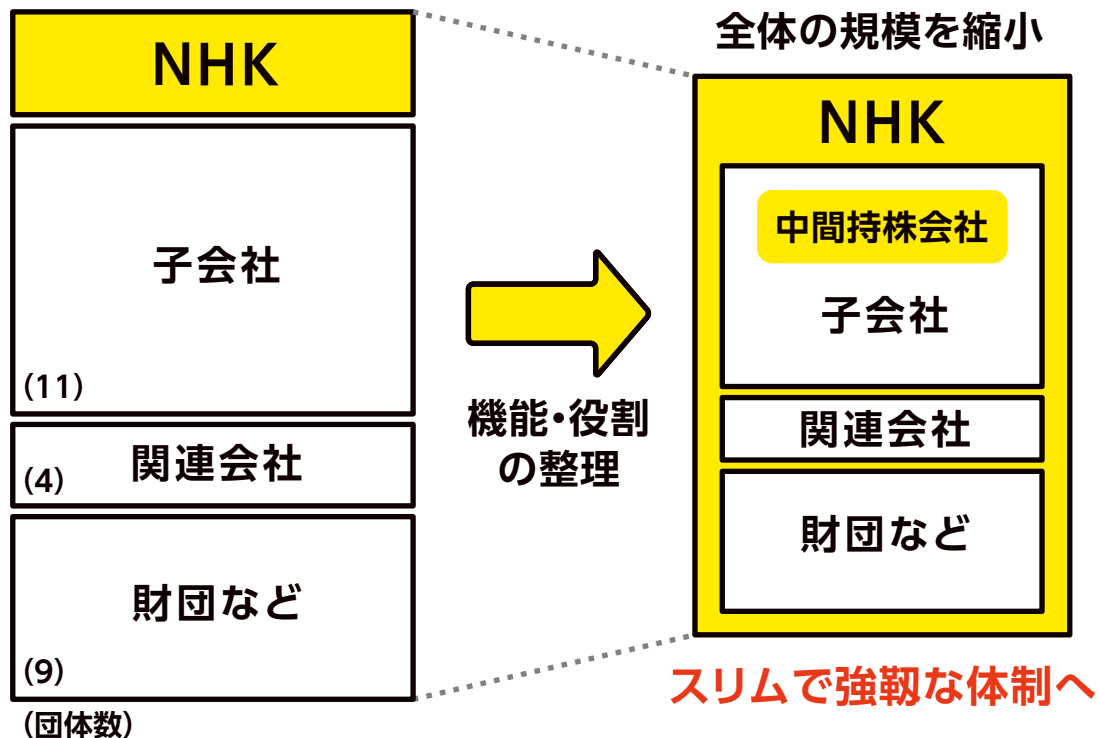 NHK
子会社
(11)
関連会社
(4)
財団など
(9)
(団体数)
機能・役割
の整理
全体の規模を縮小
NHK
中間持株会社
子会社
関連会社
財団など
スリムで強靱な体制へ